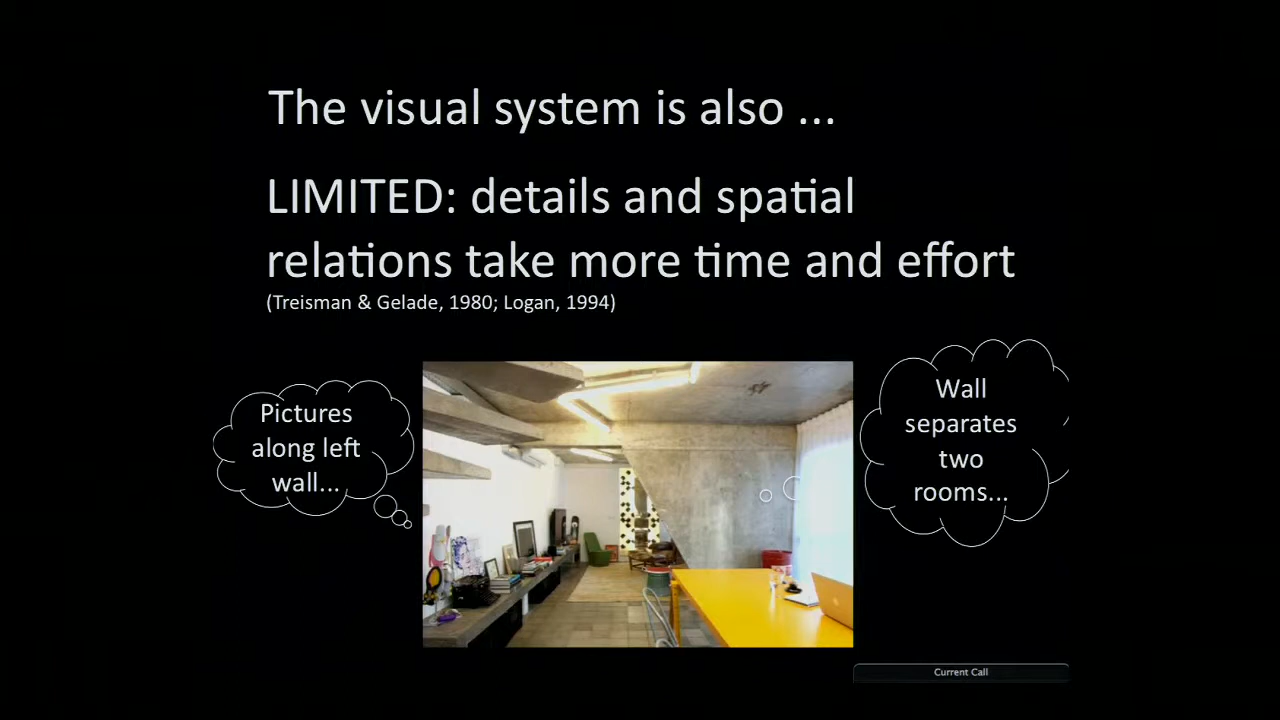 The visual system is also ...
LIMITED: details and spatial
relations take more time and effort
(Treisman & Gelade, 1980; Logan, 1994)
Pictures
along left
wall...
Wall
separates
two
rooms...
Current Call